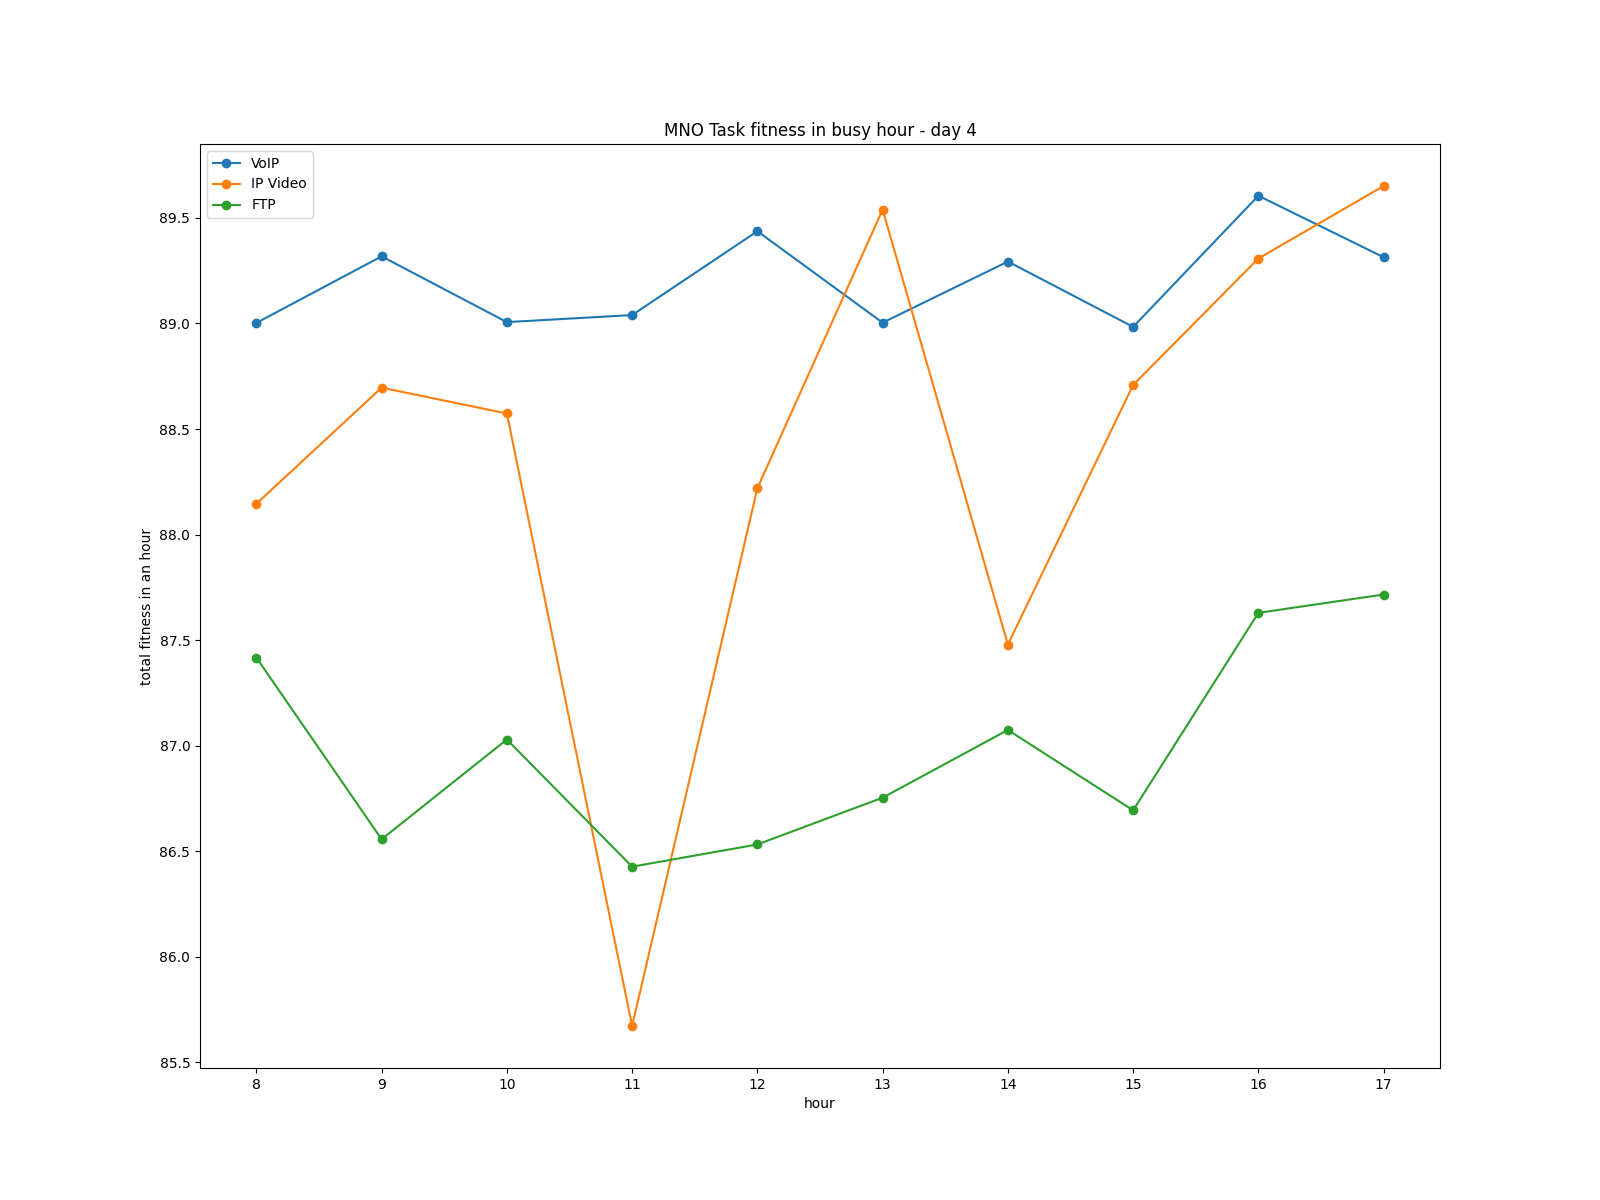 MNO Task fitness in busy hour - day 4
VoIP
IP Video
FTP
total fitness in an hour
89.5
89.0
88.5
88.0
87.5
87.0
86.5
86.0
85.5
8 9 10 11 12 13 14 15 16 17
hour